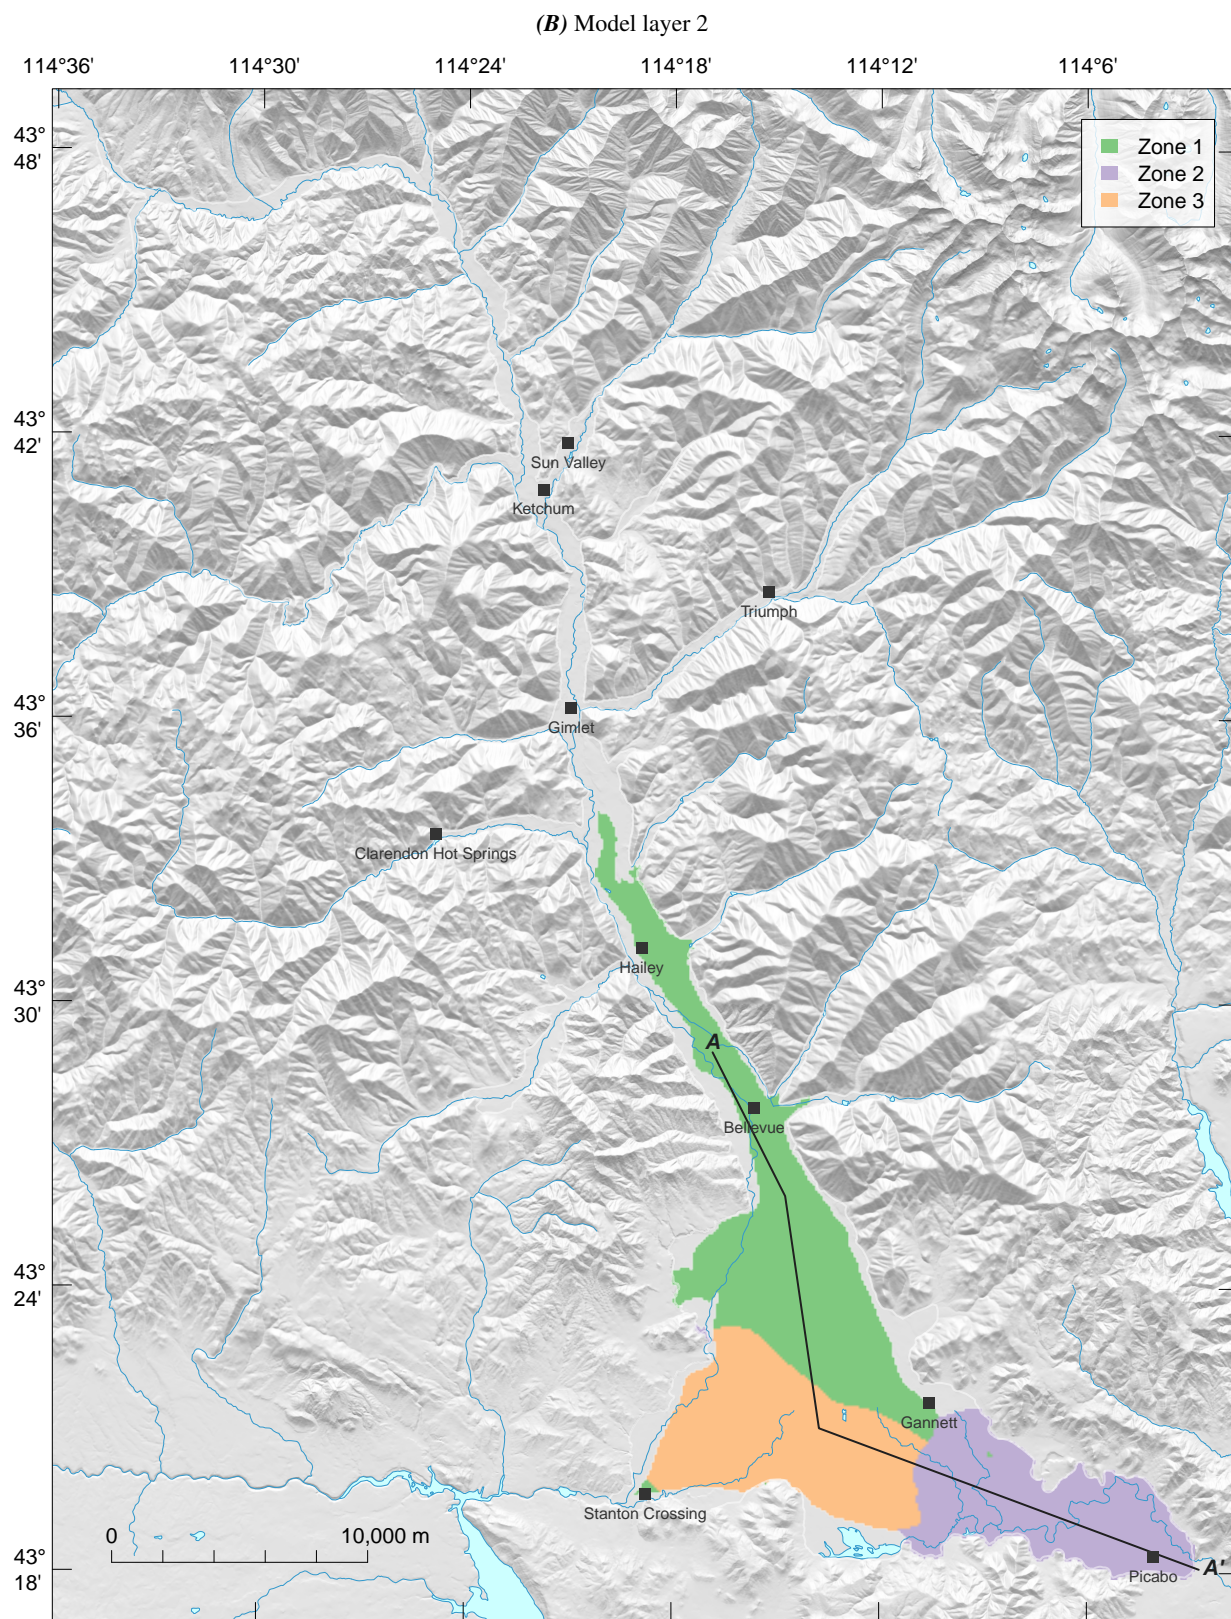 (B) Model layer 2
114°36' 114°30' 114°24' 114°18' 114°12' 114°6'
43°
48'
Zone 1
Zone 2
Zone 3
43°
42'
Sun Valley
Ketchum
Triumph
43°
36'
Gimlet
Clarendon Hot Springs
Hailey
43°
30'
A
Bellevue
43°
24'
Gannett
Stanton Crossing
0 10,000 m
43°
18'
A'
Picabo